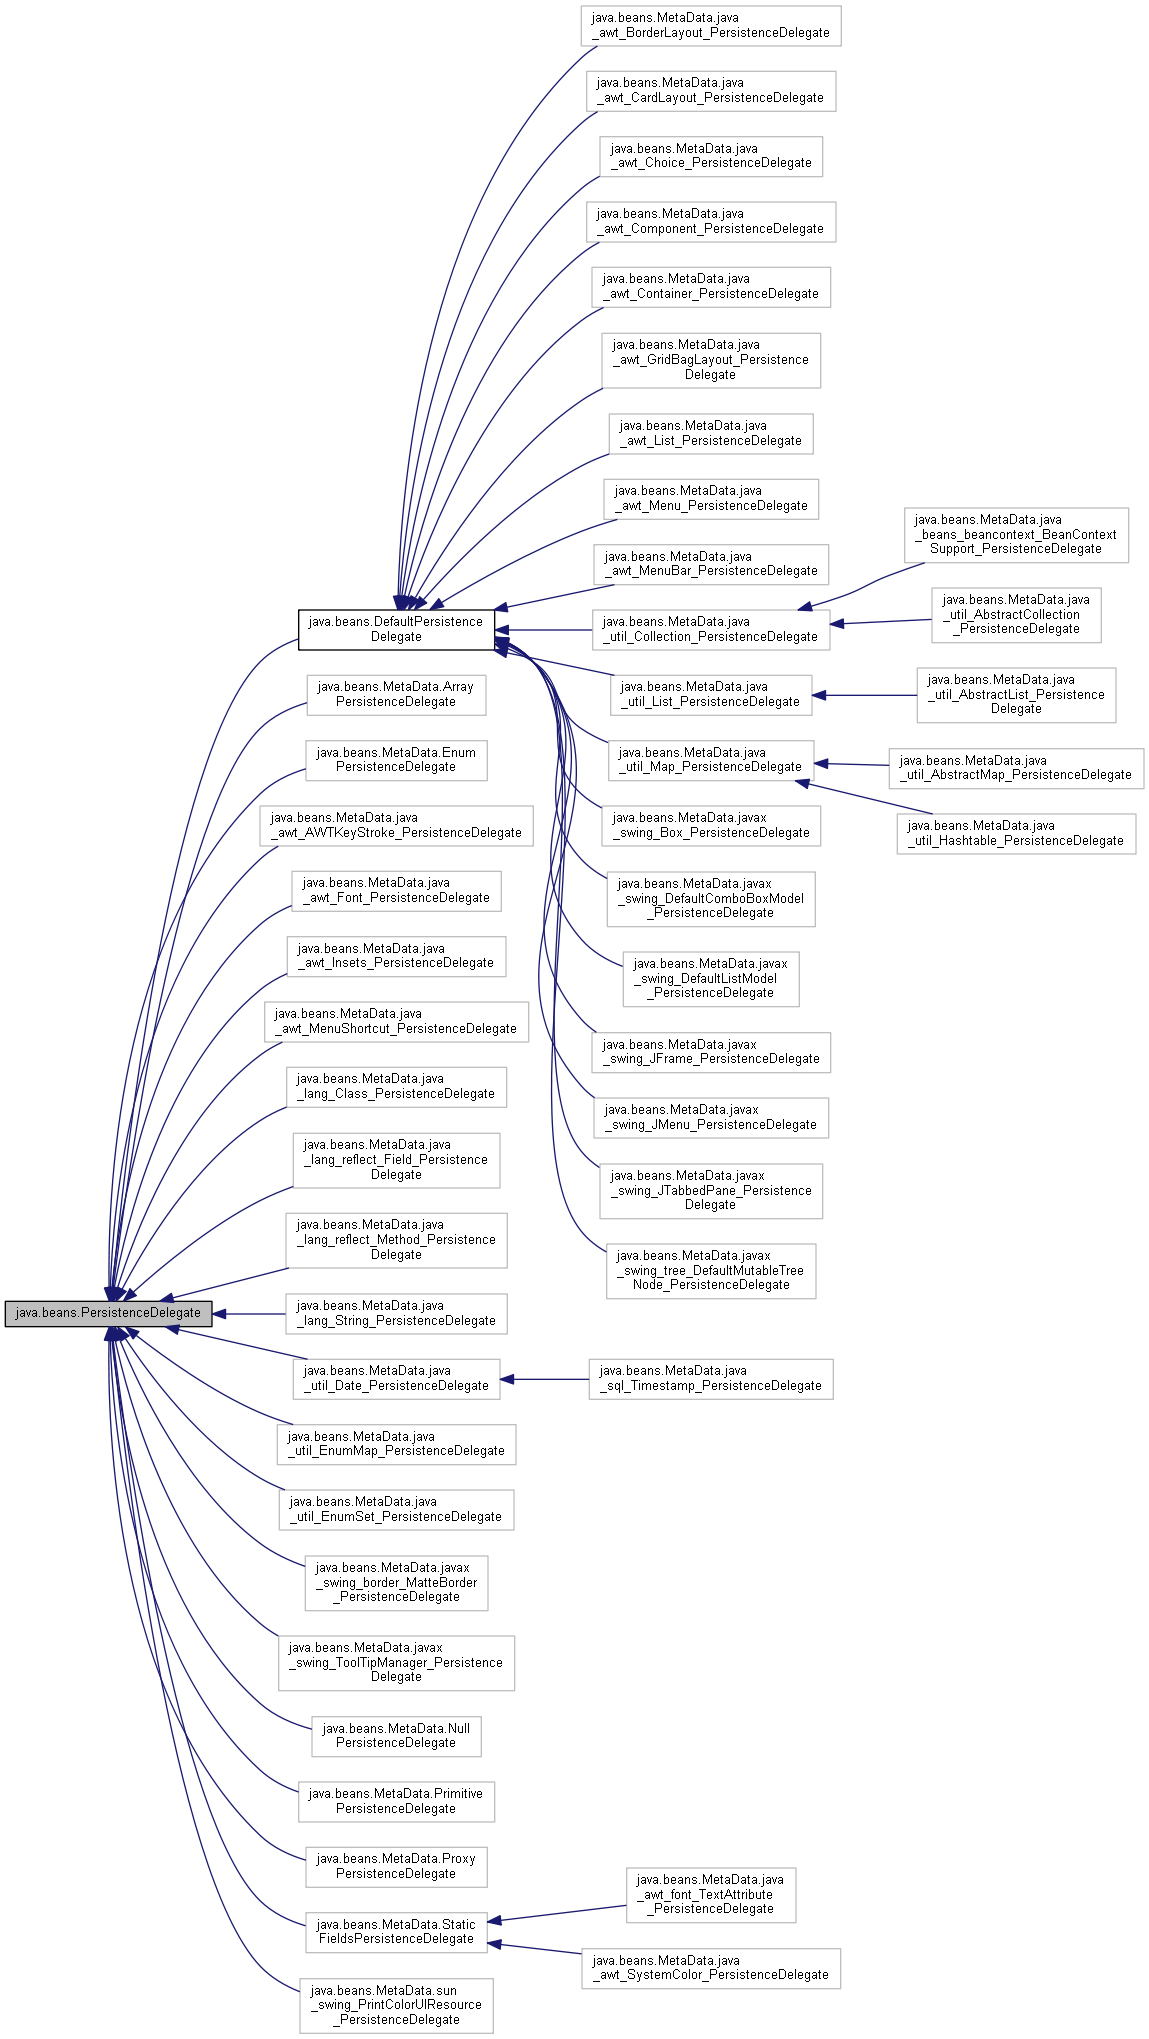 java.beans.MetaData.java
_awt_BorderLayout_PersistenceDelegate
java.beans.MetaData.java
_awt_CardLayout_PersistenceDelegate
java.beans.MetaData.java
_awt_Choice_PersistenceDelegate
java.beans.MetaData.java
_awt_Component_PersistenceDelegate
java.beans.MetaData.java
_awt_Container_PersistenceDelegate
java.beans.MetaData.java
_awt_GridBagLayout_Persistence
Delegate
java.beans.MetaData.java
_awt_List_PersistenceDelegate
java.beans.MetaData.java
_awt_Menu_PersistenceDelegate
java.beans.MetaData.java
_awt_MenuBar_PersistenceDelegate
java.beans.MetaData.java
_beans_beancontext_BeanContext
Support_PersistenceDelegate
java.beans.DefaultPersistence
Delegate
java.beans.MetaData.java
_util_Collection_PersistenceDelegate
java.beans.MetaData.java
_util_AbstractCollection
_PersistenceDelegate
java.beans.MetaData.java
_util_List_PersistenceDelegate
java.beans.MetaData.java
_util_AbstractList_Persistence
Delegate
java.beans.MetaData.java
_util_Map_PersistenceDelegate
java.beans.MetaData.java
_util_AbstractMap_PersistenceDelegate
java.beans.MetaData.java
_util_Hashtable_PersistenceDelegate
java.beans.MetaData.javax
_swing_Box_PersistenceDelegate
java.beans.MetaData.javax
_swing_DefaultComboBoxModel
_PersistenceDelegate
java.beans.MetaData.javax
_swing_DefaultListModel
_PersistenceDelegate
java.beans.MetaData.javax
_swing_JFrame_PersistenceDelegate
java.beans.MetaData.javax
_swing_JMenu_PersistenceDelegate
java.beans.MetaData.javax
_swing_JTabbedPane_Persistence
Delegate
java.beans.MetaData.javax
_swing_tree_DefaultMutableTree
Node_PersistenceDelegate
java.beans.MetaData.Array
PersistenceDelegate
java.beans.MetaData.Enum
PersistenceDelegate
java.beans.MetaData.java
_awt_AWTKeyStroke_PersistenceDelegate
java.beans.MetaData.java
_awt_Font_PersistenceDelegate
java.beans.MetaData.java
_awt_Insets_PersistenceDelegate
java.beans.MetaData.java
_awt_MenuShortcut_PersistenceDelegate
java.beans.MetaData.java
_lang_Class_PersistenceDelegate
java.beans.MetaData.java
_lang_reflect_Field_Persistence
Delegate
java.beans.MetaData.java
_lang_reflect_Method_Persistence
Delegate
java.beans.PersistenceDelegate
java.beans.MetaData.java
_lang_String_PersistenceDelegate
java.beans.MetaData.java
_util_Date_PersistenceDelegate
java.beans.MetaData.java
_sql_Timestamp_PersistenceDelegate
java.beans.MetaData.java
_util_EnumMap_PersistenceDelegate
java.beans.MetaData.java
_util_EnumSet_PersistenceDelegate
java.beans.MetaData.javax
_swing_border_MatteBorder
_PersistenceDelegate
java.beans.MetaData.javax
_swing_ToolTipManager_Persistence
Delegate
java.beans.MetaData.Null
PersistenceDelegate
java.beans.MetaData.Primitive
PersistenceDelegate
java.beans.MetaData.Proxy
PersistenceDelegate
java.beans.MetaData.Static
FieldsPersistenceDelegate
java.beans.MetaData.java
_awt_font_TextAttribute
_PersistenceDelegate
java.beans.MetaData.java
_awt_SystemColor_PersistenceDelegate
java.beans.MetaData.sun
_swing_PrintColorUIResource
_PersistenceDelegate